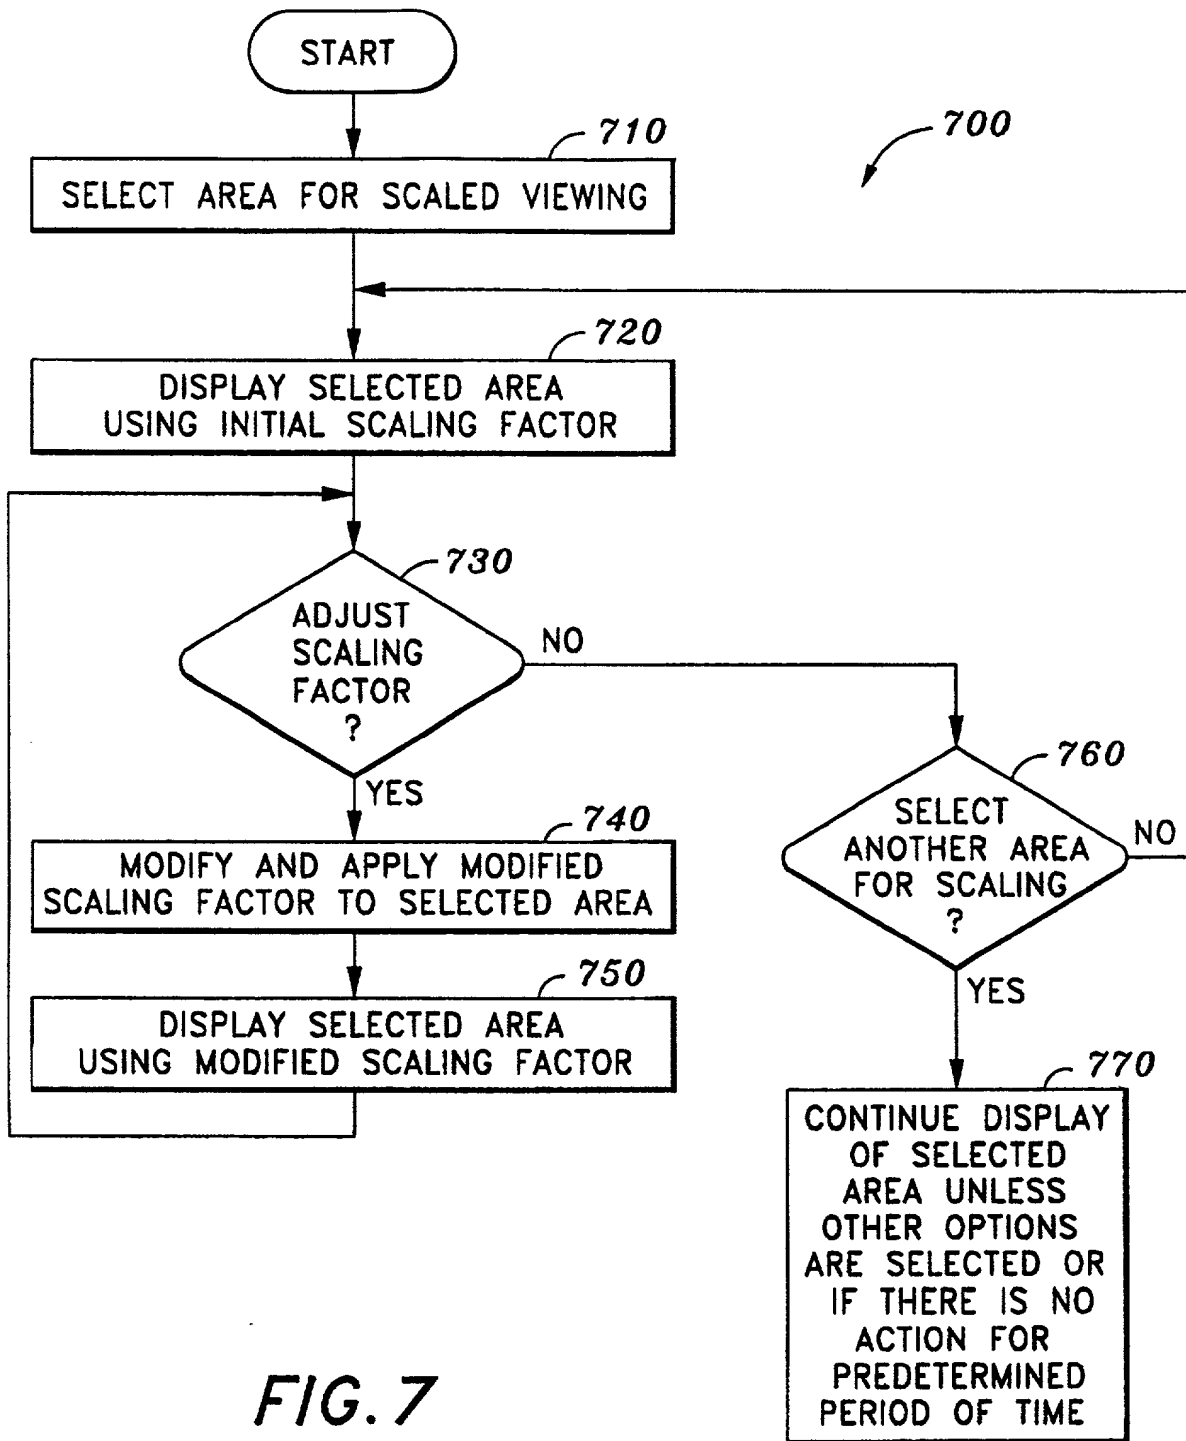 START
710
700
SELECT AREA FOR SCALED VIEWING
720
DISPLAY SELECTED AREA
USING INITIAL SCALING FACTOR
730
ADJUST
SCALING
FACTOR
?
NO
YES
760
SELECT
ANOTHER AREA
FOR SCALING
?
NO
YES
740
MODIFY AND APPLY MODIFIED
SCALING FACTOR TO SELECTED AREA
750
DISPLAY SELECTED AREA
USING MODIFIED SCALING FACTOR
770
CONTINUE DISPLAY
OF SELECTED
AREA UNLESS
OTHER OPTIONS
ARE SELECTED OR
IF THERE IS NO
ACTION FOR
PREDETERMINED
PERIOD OF TIME
FIG. 7